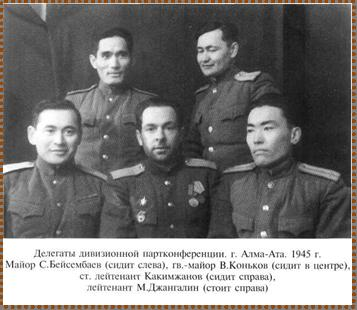 Делегаты дивизионной партконференции. г. Алма-Ата. 1945 г.
Майор С.Бейсембаев (сидит слева), гв.-майор В.Коньков (сидит в центре),
ст. лейтенант Какимжанов (сидит справа),
лейтенант М.Джангалин (стоит справа)